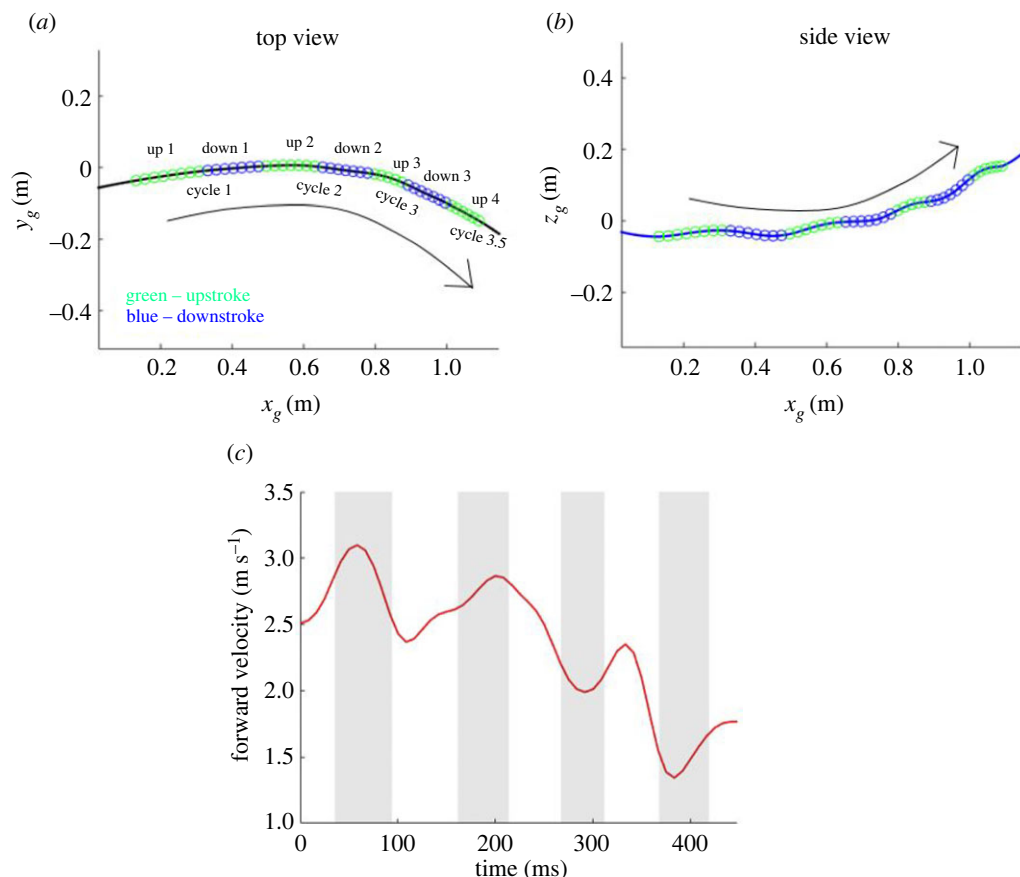 (a)
top view
0.2
0
−0.2
−0.4
y_g (m)
up 1
down 1
up 2
down 2
up 3
down 3
up 4
cycle 1
cycle 2
cycle 3
cycle 3.5
green – upstroke
blue – downstroke
0.2 0.4 0.6 0.8 1.0
x_g (m)
(b)
side view
0.4
0.2
0
−0.2
z_g (m)
0.2 0.4 0.6 0.8 1.0
x_g (m)
(c)
3.5
3.0
2.5
2.0
1.5
1.0
forward velocity (m s⁻¹)
0 100 200 300 400
time (ms)